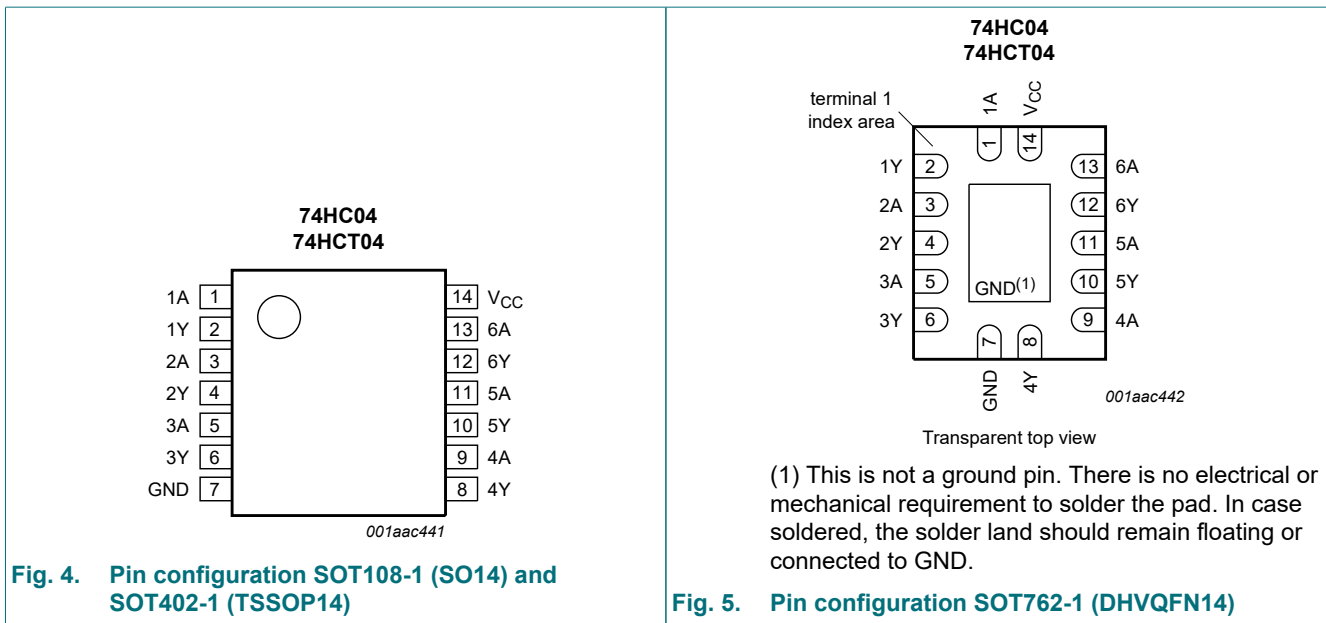 74HC04
74HCT04
1A 1
1Y 2
2A 3
2Y 4
3A 5
3Y 6
GND 7
14 VCC
13 6A
12 6Y
11 5A
10 5Y
9 4A
8 4Y
001aac441
Fig. 4. Pin configuration SOT108-1 (SO14) and
SOT402-1 (TSSOP14)
74HC04
74HCT04
terminal 1
index area
1A
VCC
1
14
1Y 2
2A 3
2Y 4
3A 5
3Y 6
13 6A
12 6Y
11 5A
10 5Y
9 4A
GND(1)
7
8
GND
4Y
001aac442
Transparent top view
(1) This is not a ground pin. There is no electrical or
mechanical requirement to solder the pad. In case
soldered, the solder land should remain floating or
connected to GND.
Fig. 5. Pin configuration SOT762-1 (DHVQFN14)